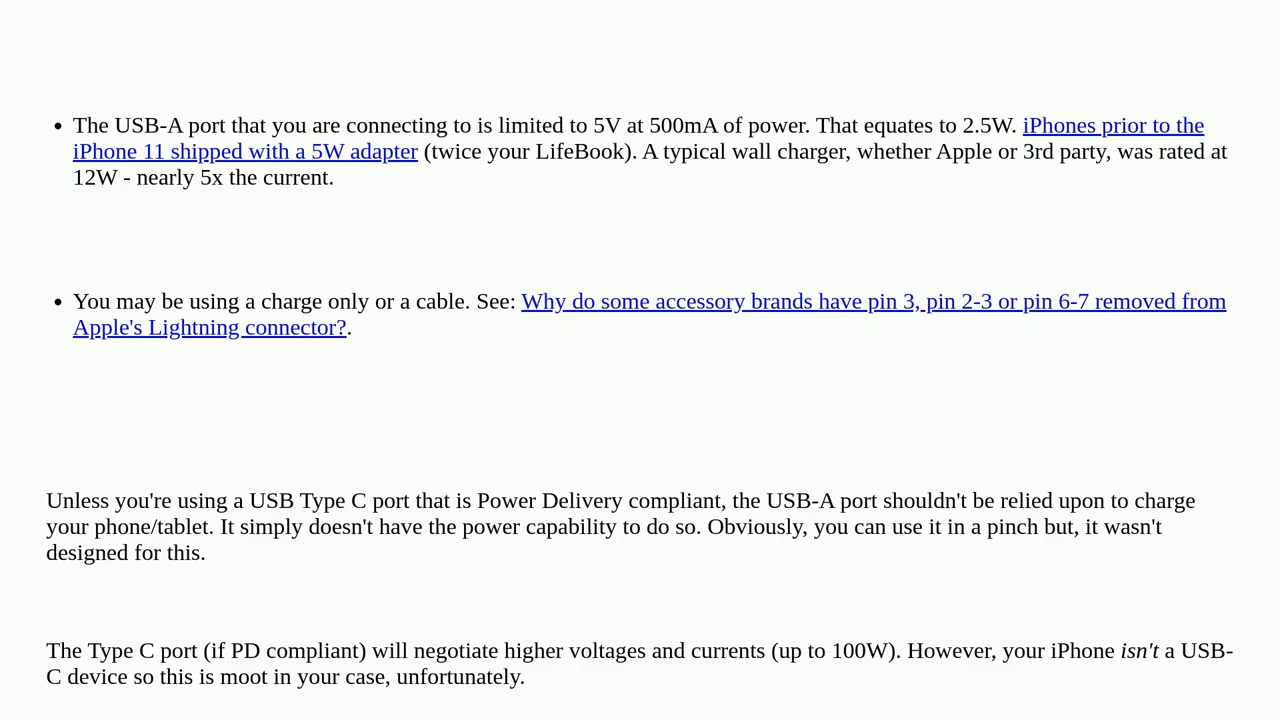 • The USB-A port that you are connecting to is limited to 5V at 500mA of power. That equates to 2.5W. iPhones prior to the
iPhone 11 shipped with a 5W adapter (twice your LifeBook). A typical wall charger, whether Apple or 3rd party, was rated at
12W - nearly 5x the current.
• You may be using a charge only or a cable. See: Why do some accessory brands have pin 3, pin 2-3 or pin 6-7 removed from
Apple's Lightning connector?.
Unless you're using a USB Type C port that is Power Delivery compliant, the USB-A port shouldn't be relied upon to charge
your phone/tablet. It simply doesn't have the power capability to do so. Obviously, you can use it in a pinch but, it wasn't
designed for this.
The Type C port (if PD compliant) will negotiate higher voltages and currents (up to 100W). However, your iPhone isn't a USB-
C device so this is moot in your case, unfortunately.